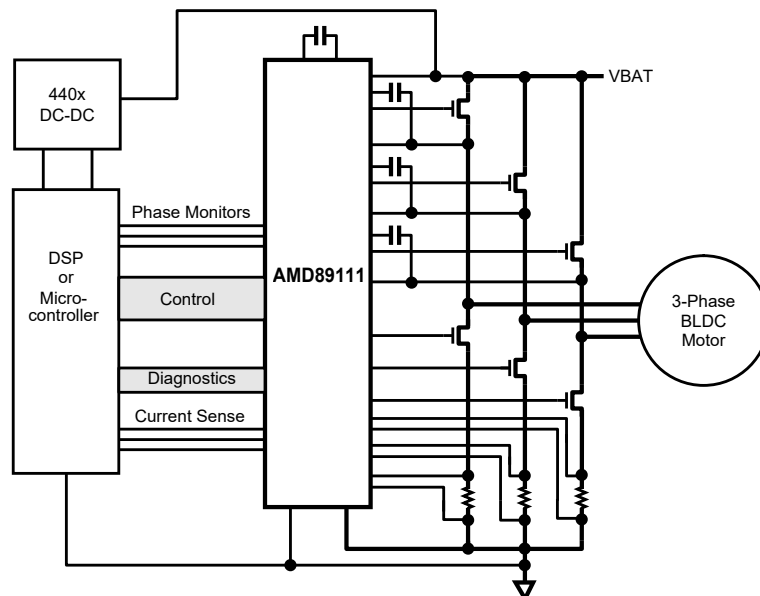 VBAT
440x
DC-DC
Phase Monitors
DSP
or
Micro-
controller
AMD89111
Control
3-Phase
BLDC
Motor
Diagnostics
Current Sense